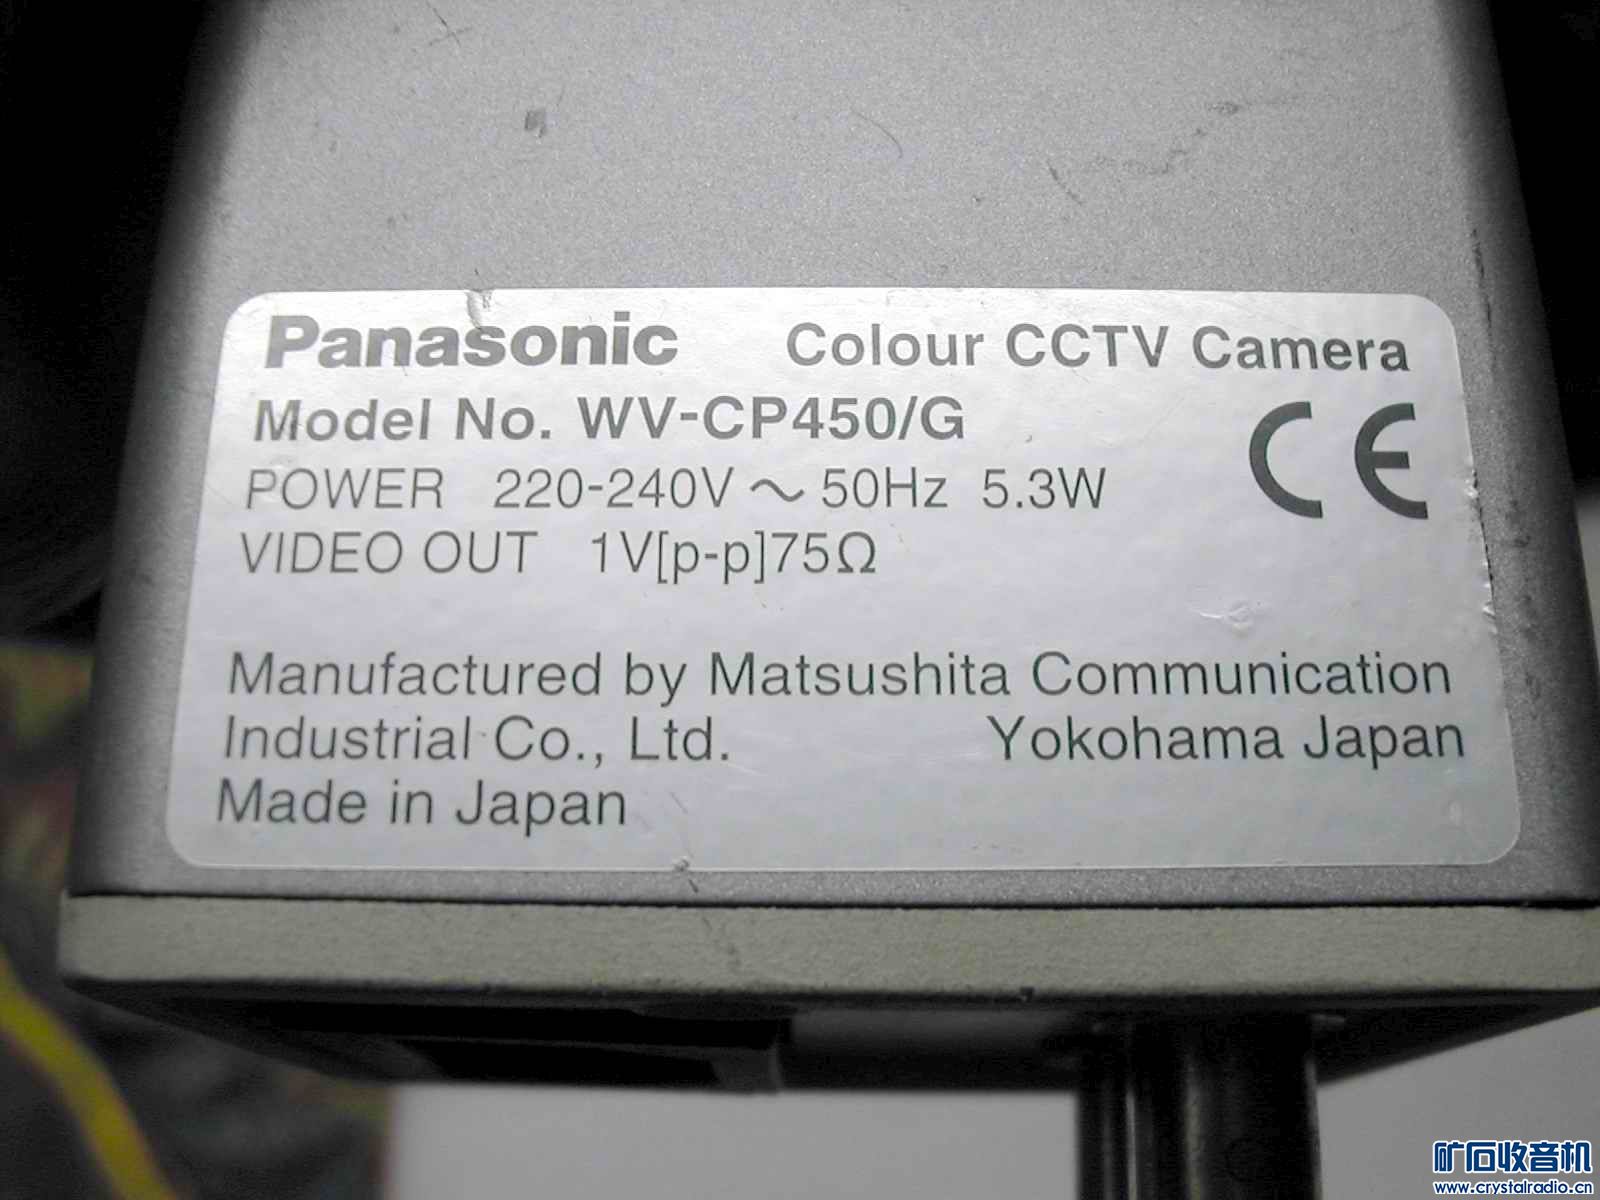 Panasonic Colour CCTV Camera
Model No. WV-CP450/G
POWER 220-240V ～ 50Hz 5.3W
VIDEO OUT 1V[p-p]75Ω
CE
Manufactured by Matsushita Communication
Industrial Co., Ltd. Yokohama Japan
Made in Japan
矿石收音机
www.crystalradio.cn